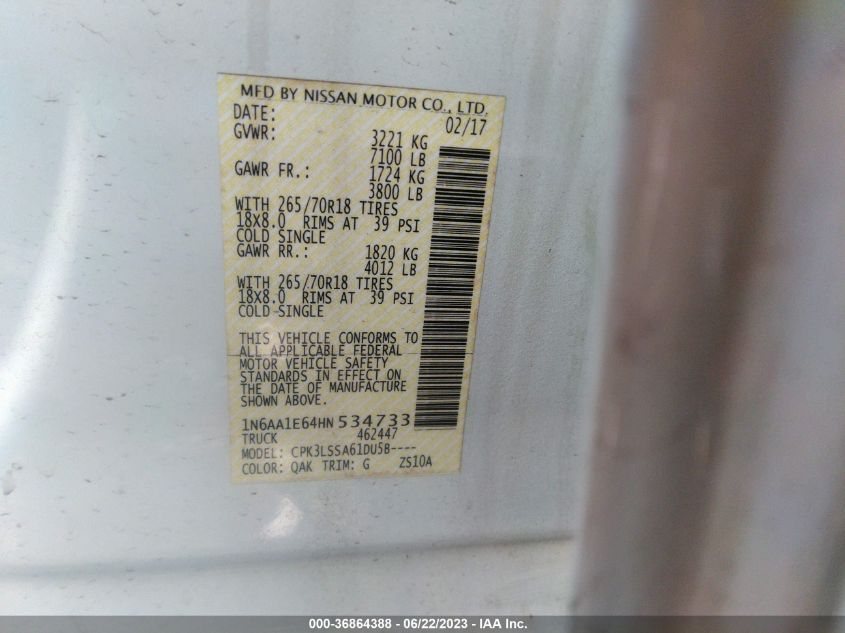 MFD BY NISSAN MOTOR CO., LTD.
DATE: 02/17
GVWR: 3221 KG
7100 LB
GAWR FR.: 1724 KG
3800 LB
WITH 265/70R18 TIRES
18X8.0 RIMS AT 39 PSI
COLD SINGLE
GAWR RR.: 1820 KG
4012 LB
WITH 265/70R18 TIRES
18X8.0 RIMS AT 39 PSI
COLD SINGLE
THIS VEHICLE CONFORMS TO
ALL APPLICABLE FEDERAL
MOTOR VEHICLE SAFETY
STANDARDS IN EFFECT ON
THE DATE OF MANUFACTURE
SHOWN ABOVE.
1N6AA1E64HN534733
TRUCK 462447
MODEL: CPK3LSSA61DU5B----
COLOR: QAK TRIM: G ZS10A
000-36864388 - 06/22/2023 - IAA Inc.